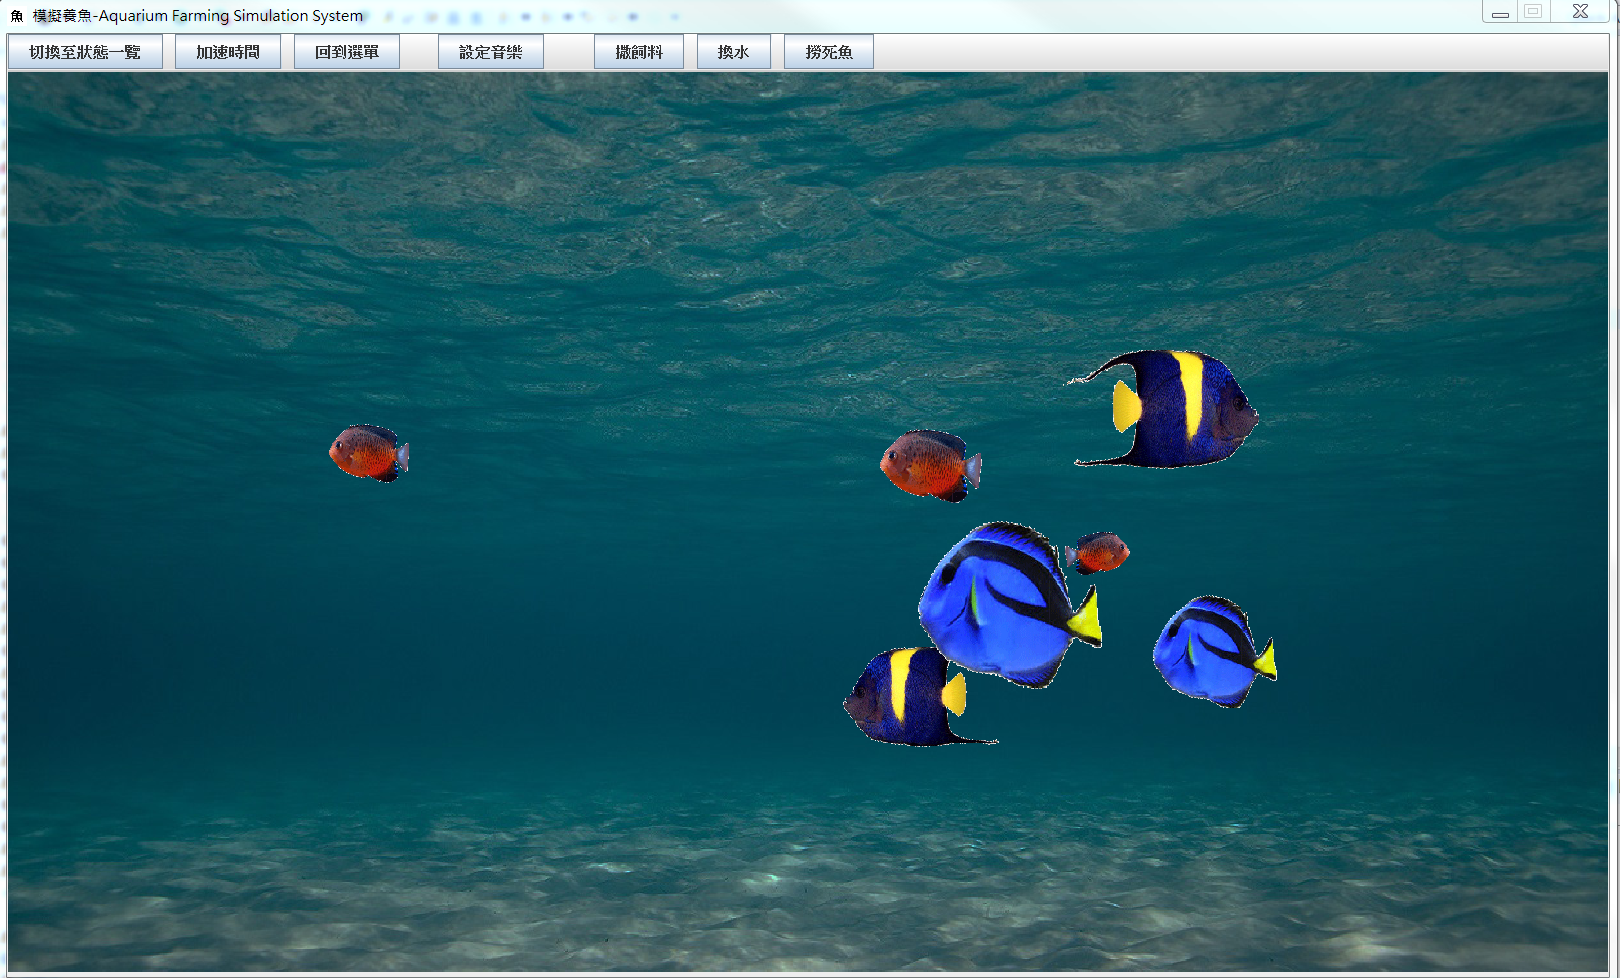 魚 模擬養魚-Aquarium Farming Simulation System
切換至狀態一覽 加速時間 回到選單 設定音樂 撒飼料 換水 撈死魚